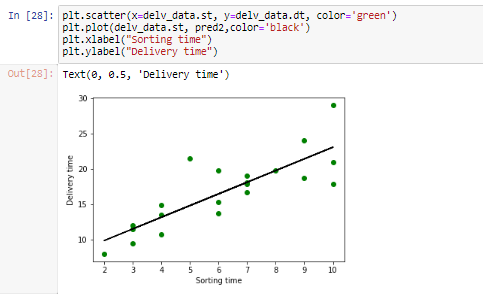 In [28]: plt.scatter(x=delv_data.st, y=delv_data.dt, color='green')
plt.plot(delv_data.st, pred2,color='black')
plt.xlabel("Sorting time")
plt.ylabel("Delivery time")
Out[28]: Text(0, 0.5, 'Delivery time')
30
25
20
15
10
Delivery time
2 3 4 5 6 7 8 9 10
Sorting time